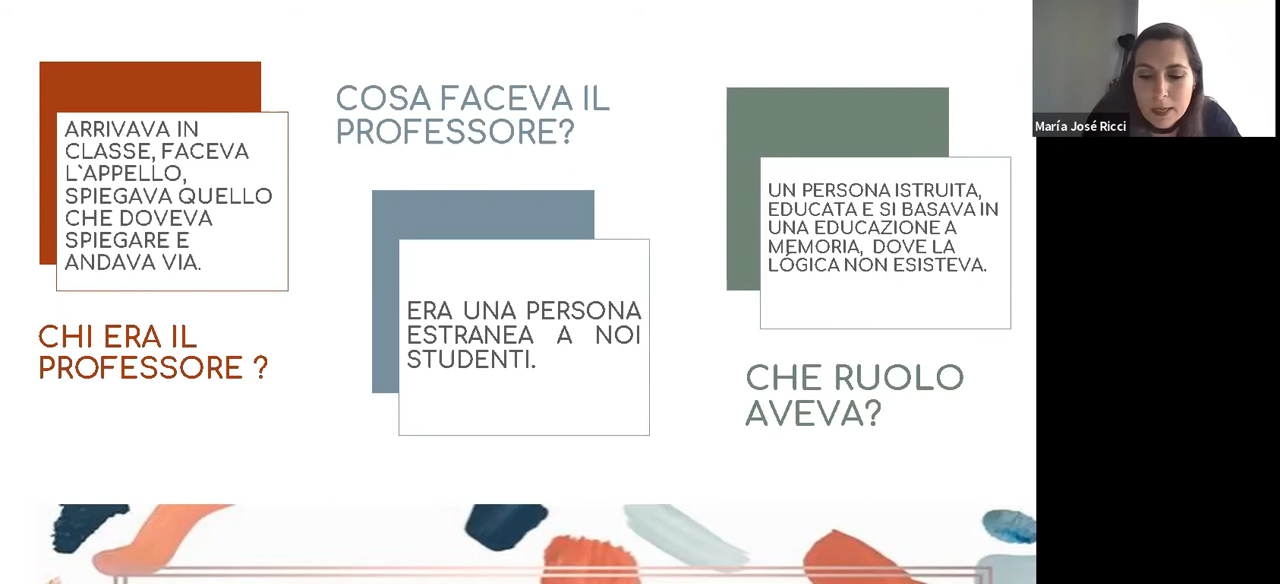 ARRIVAVA IN
CLASSE, FACEVA
L`APPELLO,
SPIEGAVA QUELLO
CHE DOVEVA
SPIEGARE E
ANDAVA VIA.
CHI ERA IL
PROFESSORE ?
COSA FACEVA IL
PROFESSORE?
ERA UNA PERSONA
ESTRANEA A NOI
STUDENTI.
UN PERSONA ISTRUITA,
EDUCATA E SI BASAVA IN
UNA EDUCAZIONE A
MEMORIA, DOVE LA
LÓGICA NON ESISTEVA.
CHE RUOLO
AVEVA?
María José Ricci